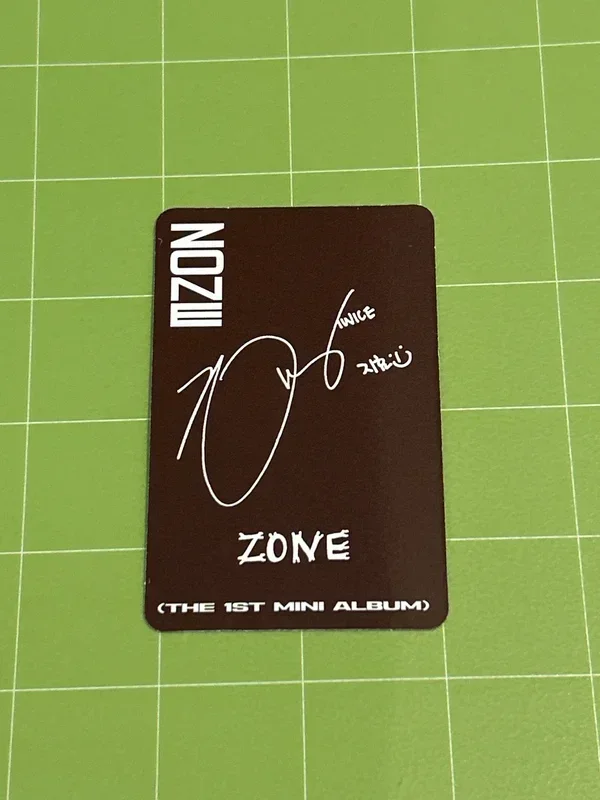 ZONE
TWICE
지효
ZONE
(THE 1ST MINI ALBUM)